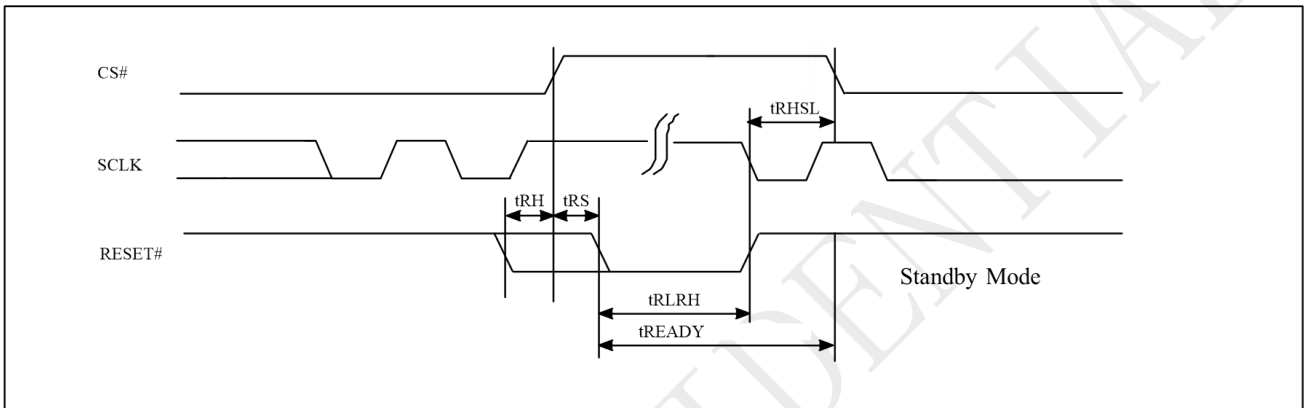 CS#
tRHSL
SCLK
tRH tRS
RESET#
Standby Mode
tRLRH
tREADY